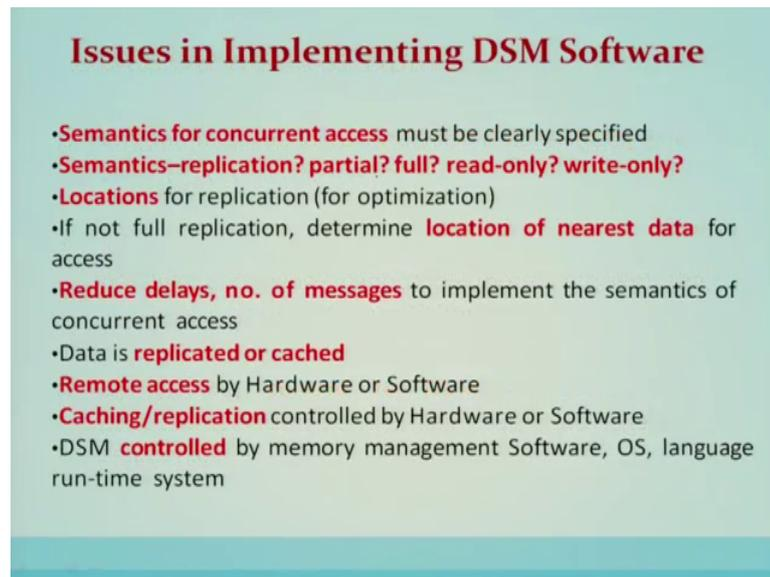 Issues in Implementing DSM Software
•Semantics for concurrent access must be clearly specified
•Semantics–replication? partial? full? read-only? write-only?
•Locations for replication (for optimization)
•If not full replication, determine location of nearest data for
access
•Reduce delays, no. of messages to implement the semantics of
concurrent access
•Data is replicated or cached
•Remote access by Hardware or Software
•Caching/replication controlled by Hardware or Software
•DSM controlled by memory management Software, OS, language
run-time system